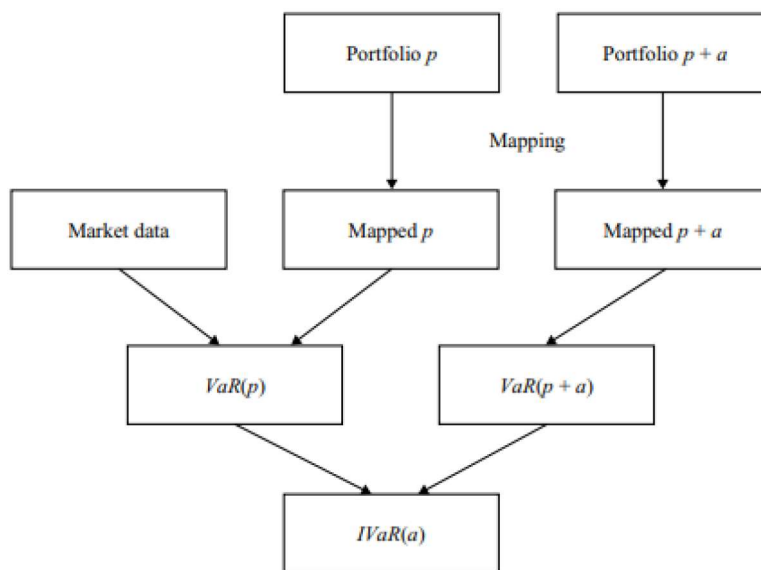 Portfolio p
Portfolio p + a
Mapping
Market data
Mapped p
Mapped p + a
VaR(p)
VaR(p + a)
IVaR(a)